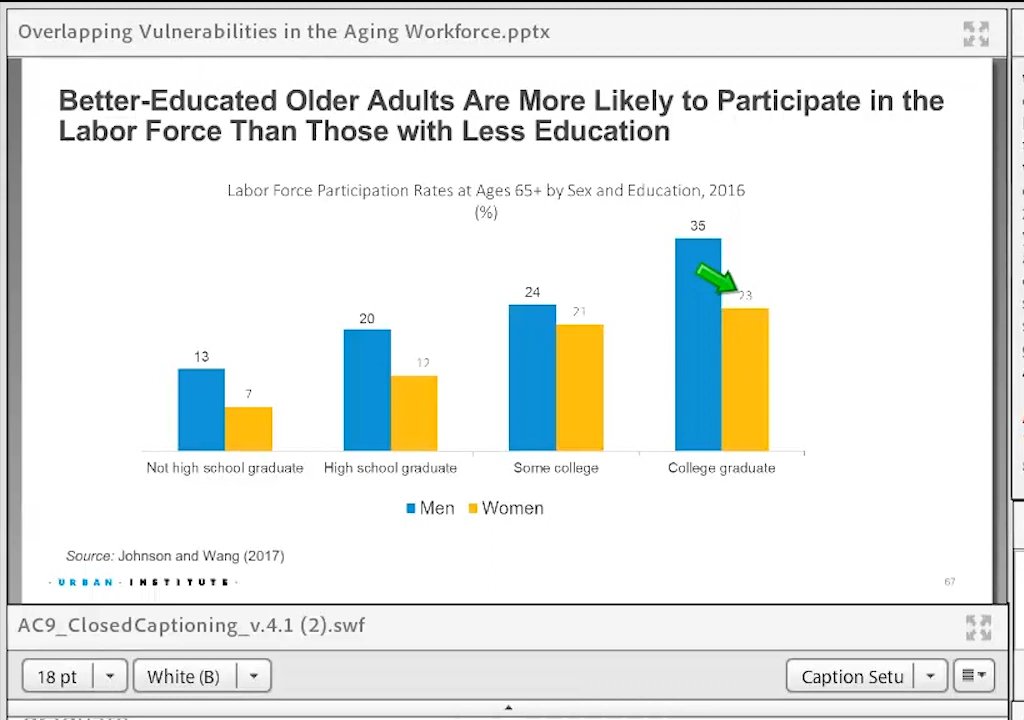 Overlapping Vulnerabilities in the Aging Workforce.pptx
Better-Educated Older Adults Are More Likely to Participate in the
Labor Force Than Those with Less Education
Labor Force Participation Rates at Ages 65+ by Sex and Education, 2016
(%)
35
23
24
21
20
12
13
7
Not high school graduate High school graduate Some college College graduate
Men Women
Source: Johnson and Wang (2017)
URBAN · INSTITUTE
67
AC9_ClosedCaptioning_v.4.1 (2).swf
18 pt White (B) Caption Setu